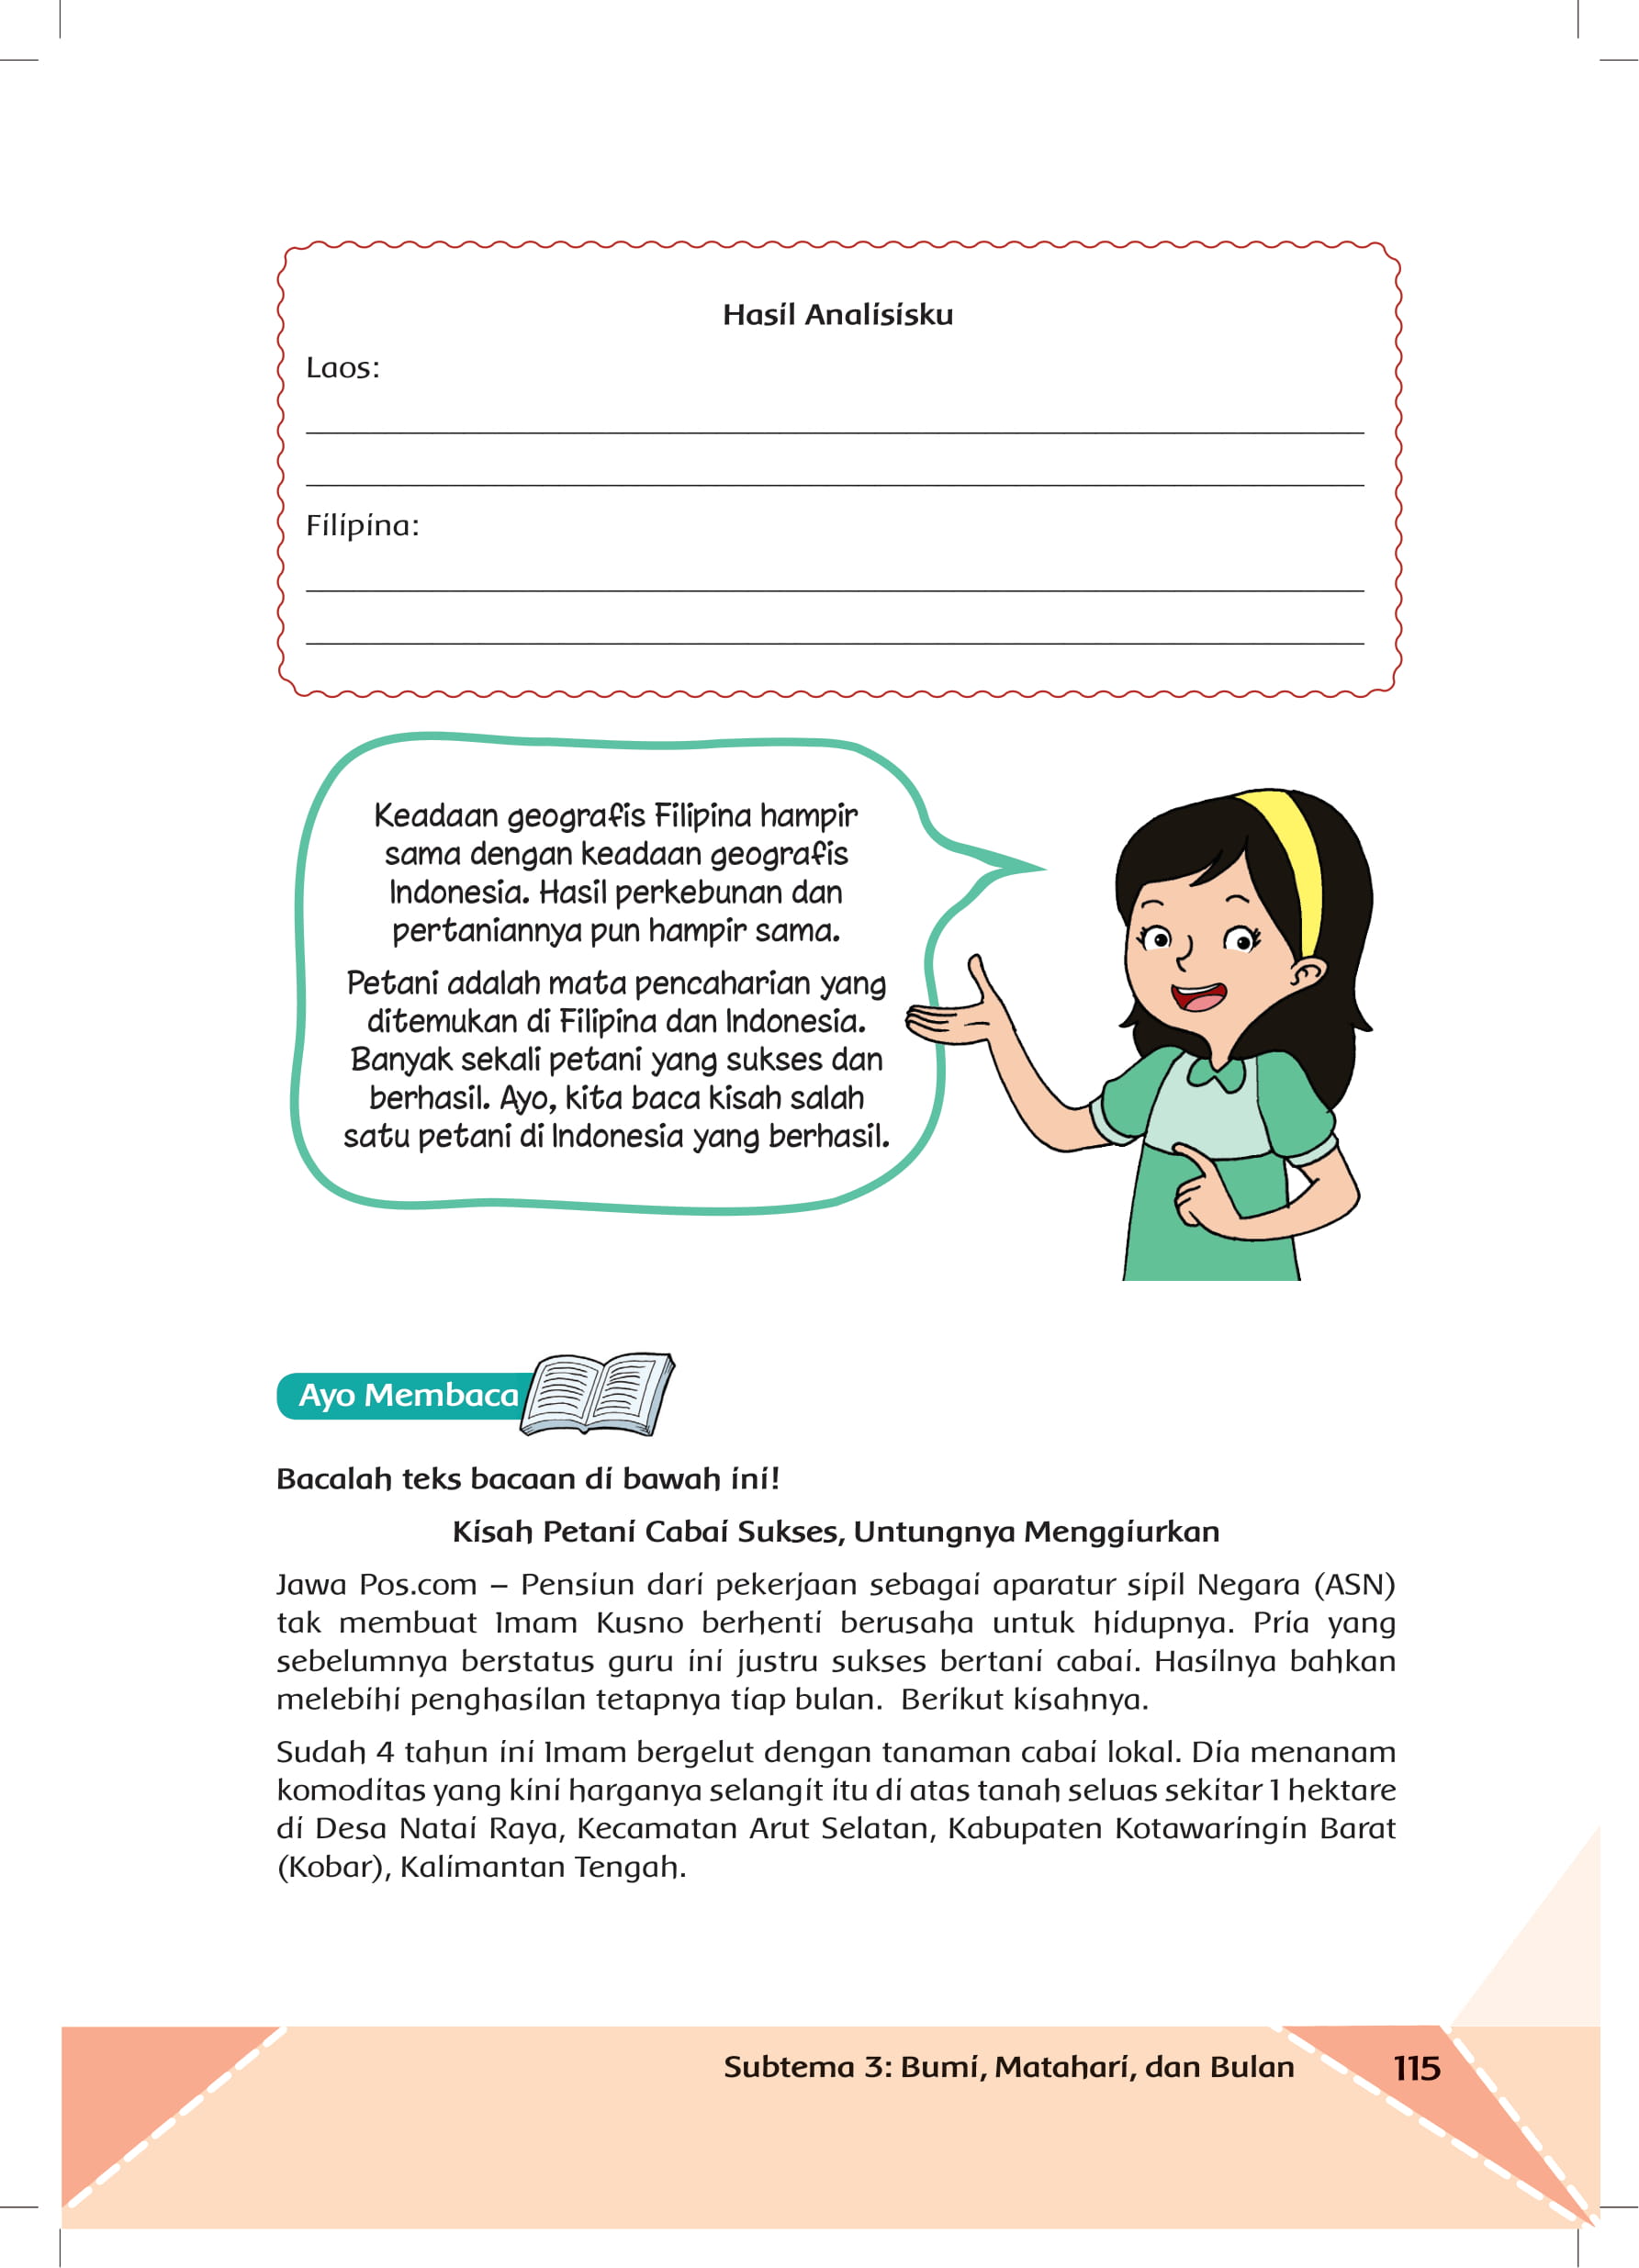 Hasil Analisisku
Laos:
Filipina:
Keadaan geografis Filipina hampir
sama dengan keadaan geografis
Indonesia. Hasil perkebunan dan
pertaniannya pun hampir sama.
Petani adalah mata pencaharian yang
ditemukan di Filipina dan Indonesia.
Banyak sekali petani yang sukses dan
berhasil. Ayo, kita baca kisah salah
satu petani di Indonesia yang berhasil.
Ayo Membaca
Bacalah teks bacaan di bawah ini!
Kisah Petani Cabai Sukses, Untungnya Menggiurkan
Jawa Pos.com – Pensiun dari pekerjaan sebagai aparatur sipil Negara (ASN)
tak membuat Imam Kusno berhenti berusaha untuk hidupnya. Pria yang
sebelumnya berstatus guru ini justru sukses bertani cabai. Hasilnya bahkan
melebihi penghasilan tetapnya tiap bulan. Berikut kisahnya.
Sudah 4 tahun ini Imam bergelut dengan tanaman cabai lokal. Dia menanam
komoditas yang kini harganya selangit itu di atas tanah seluas sekitar 1 hektare
di Desa Natai Raya, Kecamatan Arut Selatan, Kabupaten Kotawaringin Barat
(Kobar), Kalimantan Tengah.
Subtema 3: Bumi, Matahari, dan Bulan
115